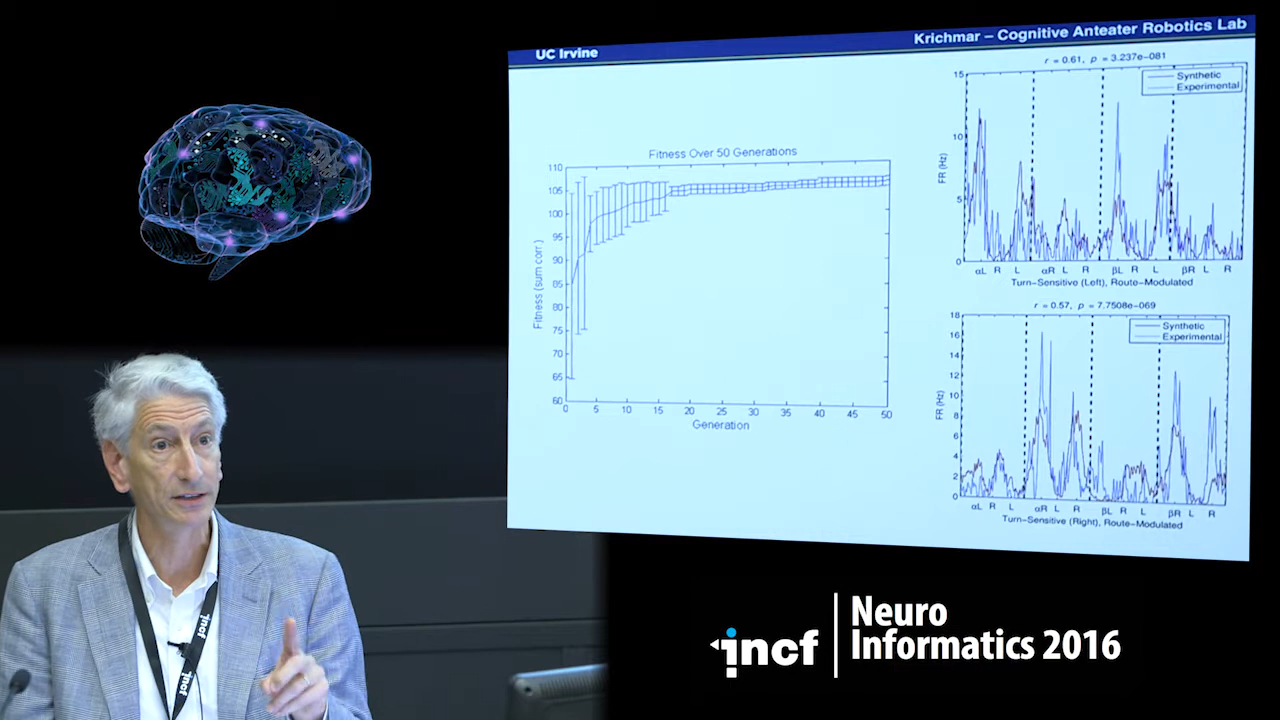 UC Irvine
Krichmar – Cognitive Anteater Robotics Lab
Fitness Over 50 Generations
110
105
100
95
90
85
80
75
70
65
60
Fitness (sum corr.)
0 5 10 15 20 25 30 35 40 45 50
Generation
r = 0.61, p = 3.237e−081
Synthetic
Experimental
15
10
5
0
FR (Hz)
αL R L αR L R βL R L βR L R
Turn−Sensitive (Left), Route−Modulated
r = 0.57, p = 7.7508e−069
Synthetic
Experimental
18
16
14
12
10
8
6
4
2
0
FR (Hz)
αL R L αR L R βL R L βR L R
Turn−Sensitive (Right), Route−Modulated
incf
incf
incf
Neuro
Informatics 2016